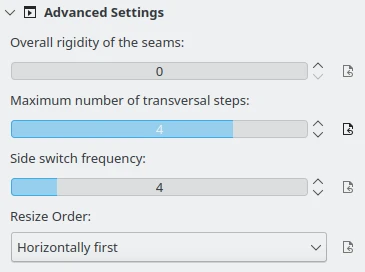 Advanced Settings
Overall rigidity of the seams:
0
Maximum number of transversal steps:
4
Side switch frequency:
4
Resize Order:
Horizontally first